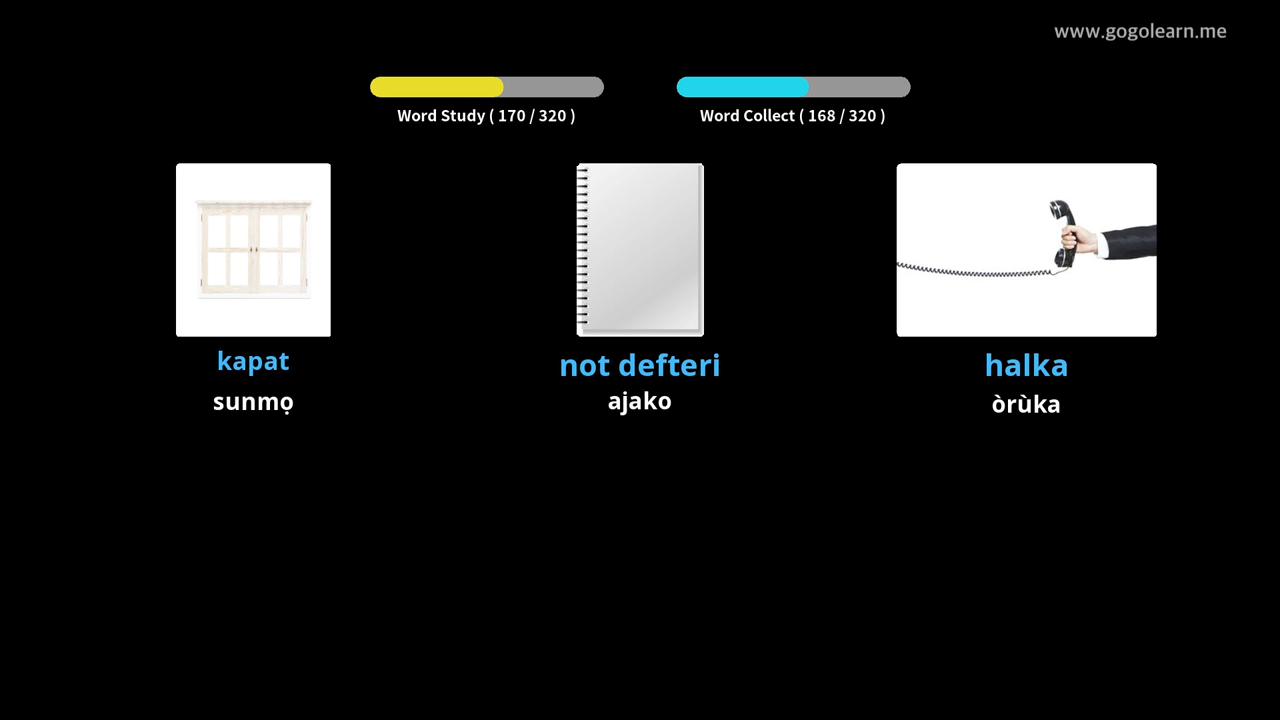 www.gogolearn.me
Word Study ( 170 / 320 )
Word Collect ( 168 / 320 )
kapat
sunmọ
not defteri
ajako
halka
òrùka